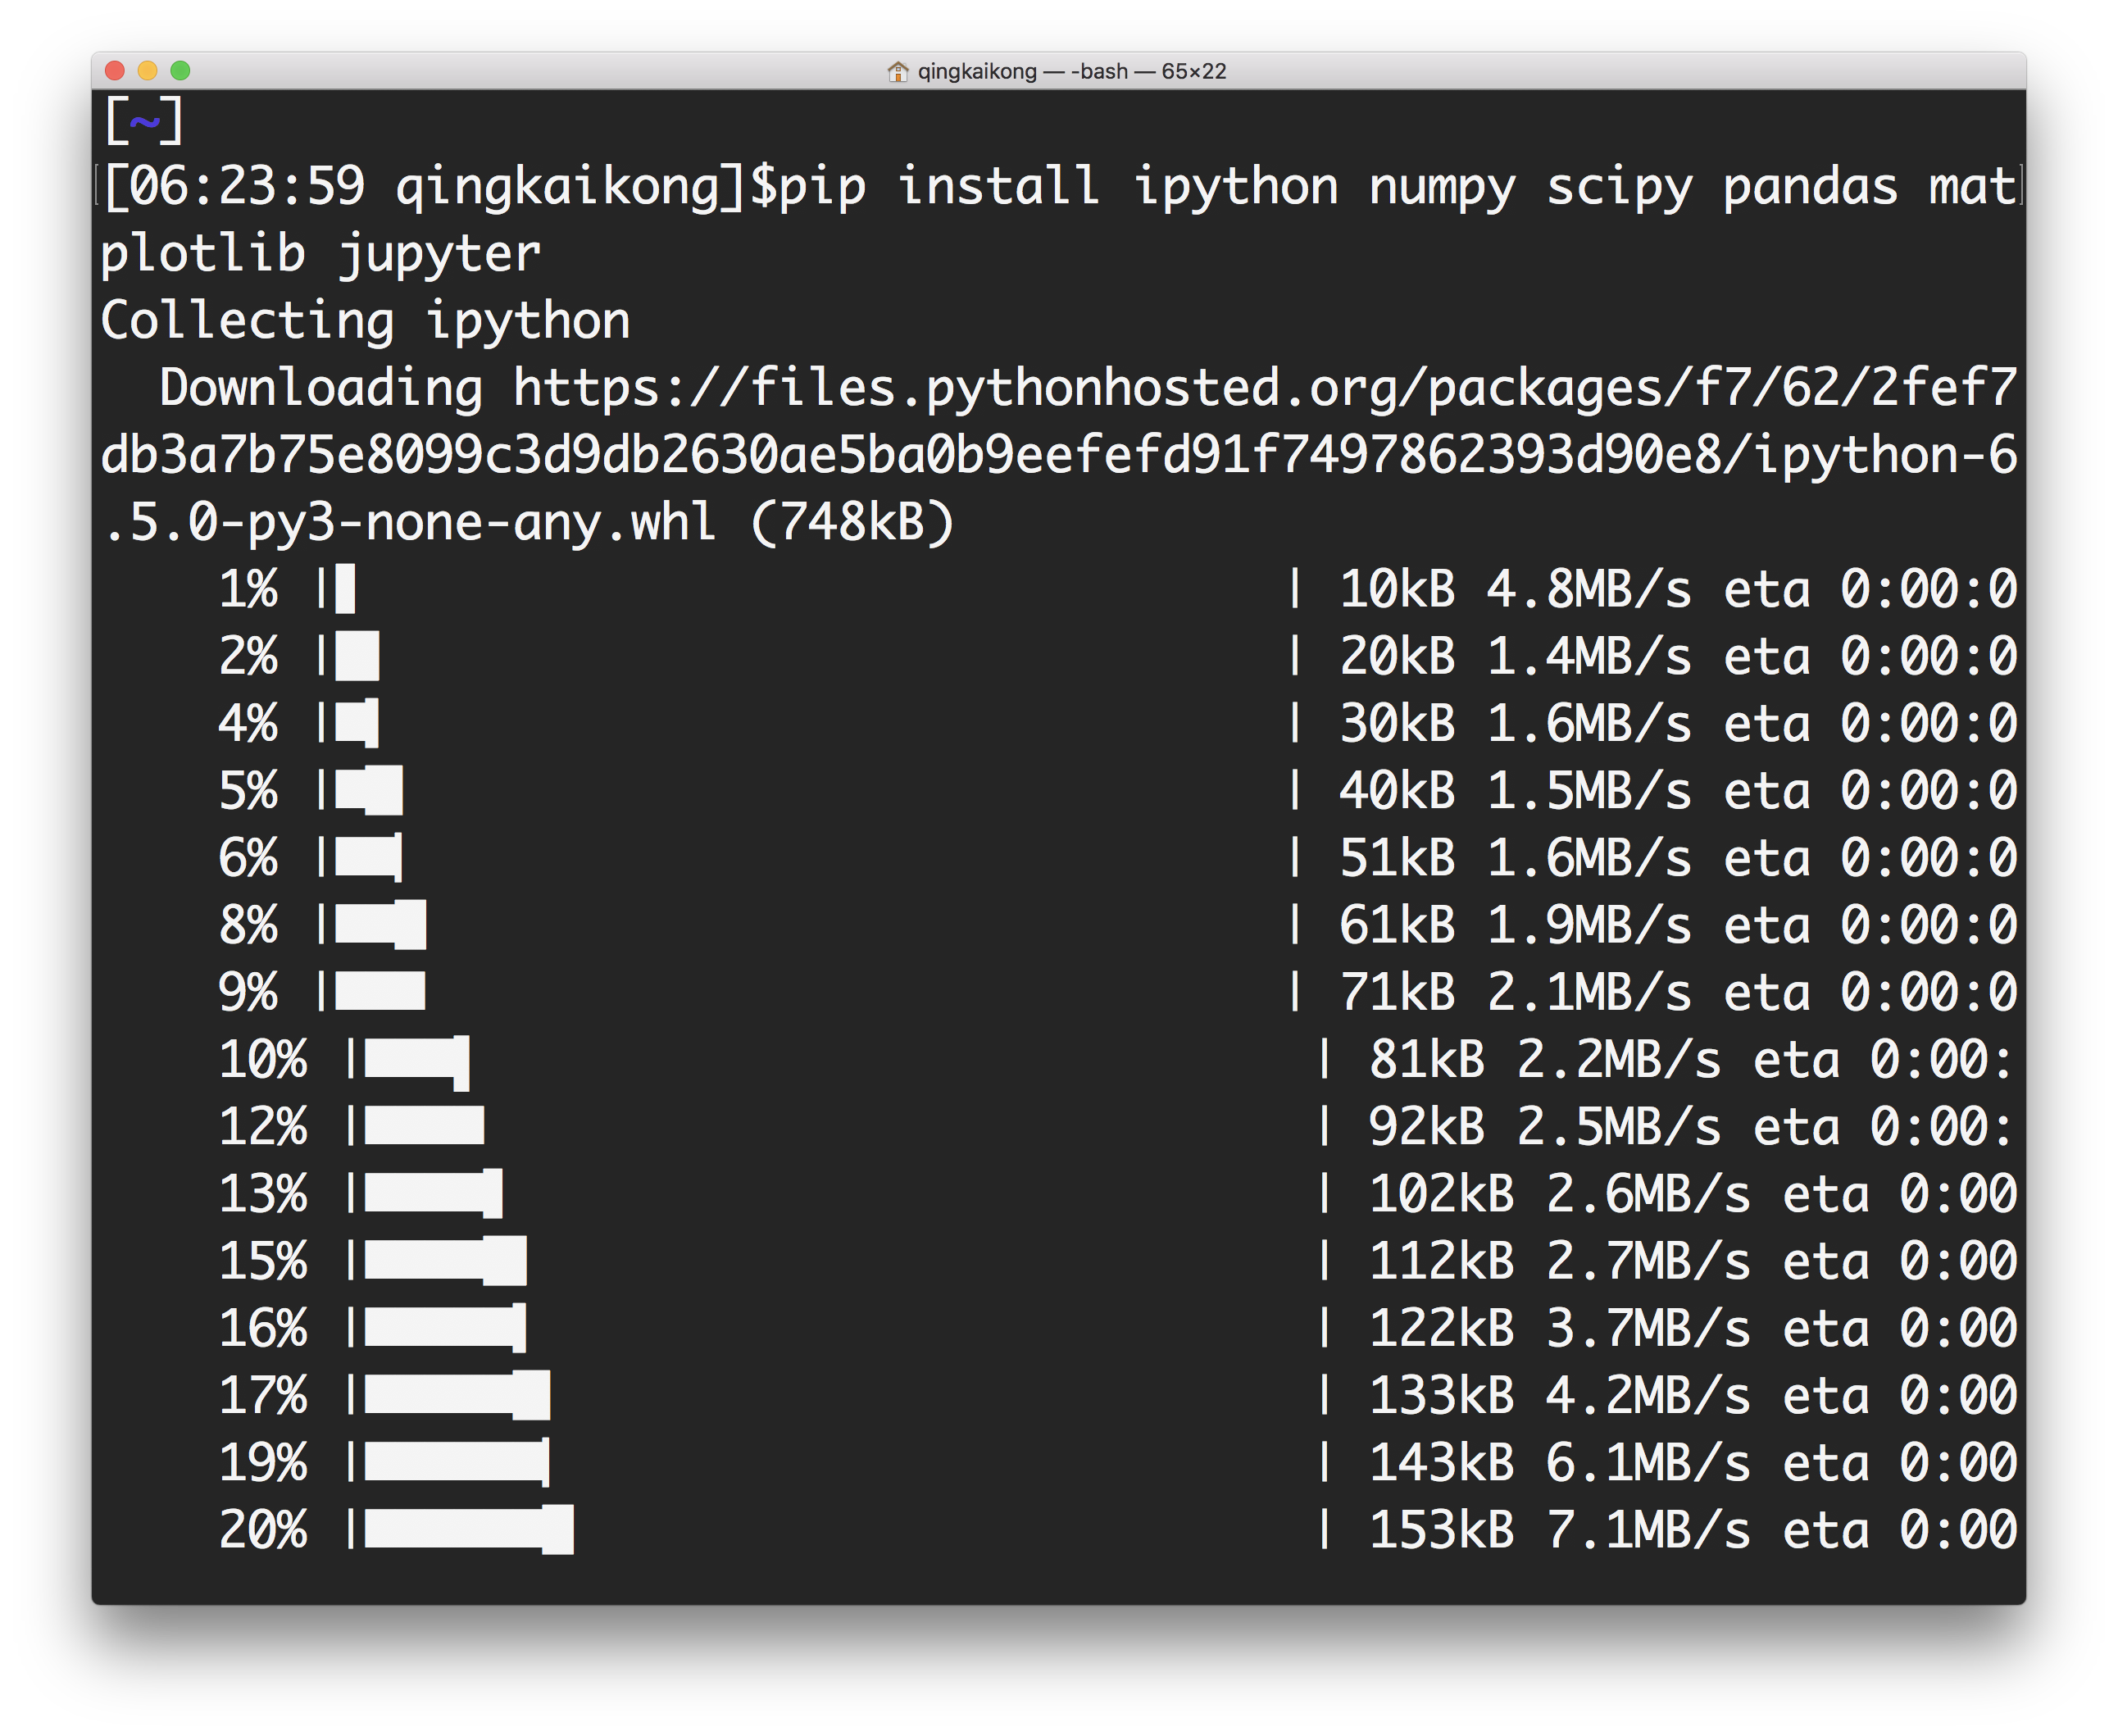 qingkaikong — -bash — 65×22
[~]
[06:23:59 qingkaikong]$pip install ipython numpy scipy pandas mat
plotlib jupyter
Collecting ipython
  Downloading https://files.pythonhosted.org/packages/f7/62/2fef7
db3a7b75e8099c3d9db2630ae5ba0b9eefefd91f7497862393d90e8/ipython-6
.5.0-py3-none-any.whl (748kB)
1% | | 10kB 4.8MB/s eta 0:00:0
2% | | 20kB 1.4MB/s eta 0:00:0
4% | | 30kB 1.6MB/s eta 0:00:0
5% | | 40kB 1.5MB/s eta 0:00:0
6% | | 51kB 1.6MB/s eta 0:00:0
8% | | 61kB 1.9MB/s eta 0:00:0
9% | | 71kB 2.1MB/s eta 0:00:0
10% | | 81kB 2.2MB/s eta 0:00:
12% | | 92kB 2.5MB/s eta 0:00:
13% | | 102kB 2.6MB/s eta 0:00
15% | | 112kB 2.7MB/s eta 0:00
16% | | 122kB 3.7MB/s eta 0:00
17% | | 133kB 4.2MB/s eta 0:00
19% | | 143kB 6.1MB/s eta 0:00
20% | | 153kB 7.1MB/s eta 0:00